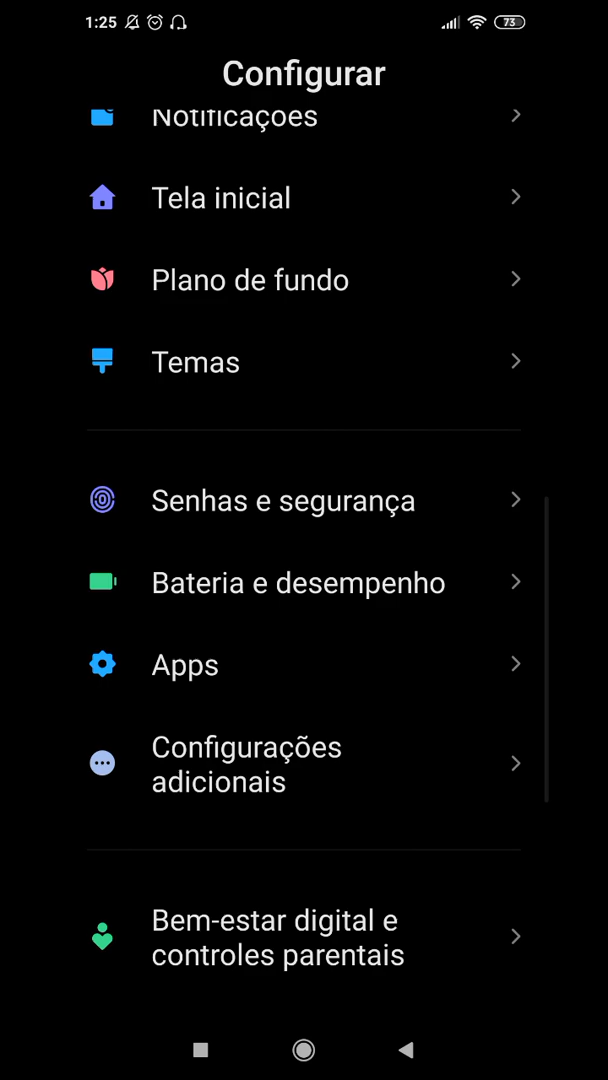 1:25
73
Configurar
Notificações
Tela inicial
Plano de fundo
Temas
Senhas e segurança
Bateria e desempenho
Apps
Configurações
adicionais
Bem-estar digital e
controles parentais